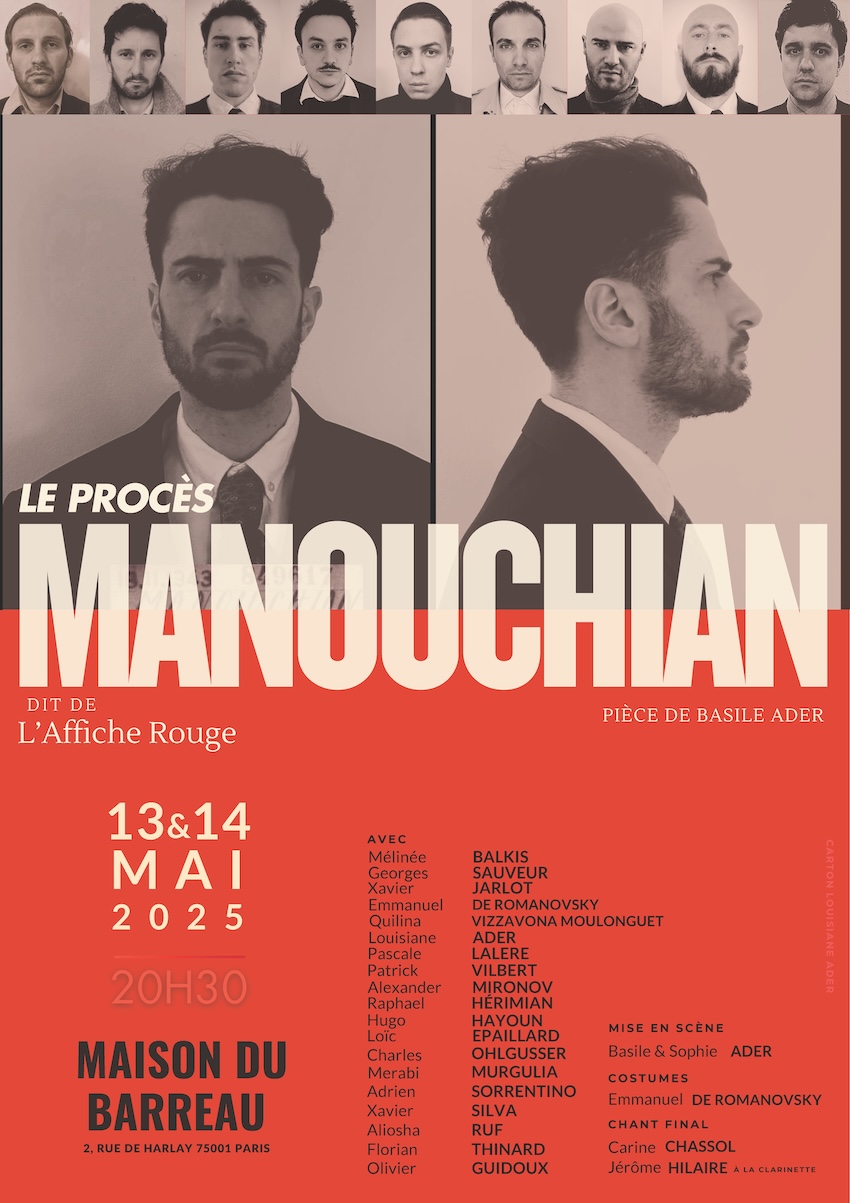 LE PROCÈS
MANOUCHIAN
DIT DE
L'Affiche Rouge
PIÈCE DE BASILE ADER
13&14
MAI
2025
20H30
MAISON DU
BARREAU
2, RUE DE HARLAY 75001 PARIS
AVEC
Mélinée BALKIS
Georges SAUVEUR
Xavier JARLOT
Emmanuel DE ROMANOVSKY
Quilina VIZZAVONA MOULONGUET
Louisiane ADER
Pascale LALERE
Patrick VILBERT
Alexander MIRONOV
Raphael HÉRIMIAN
Hugo HAYOUN
Loïc EPAILLARD
Charles OHLGUSSER
Merabi MURGULIA
Adrien SORRENTINO
Xavier SILVA
Aliosha RUF
Florian THINARD
Olivier GUIDOUX
MISE EN SCÈNE
Basile & Sophie ADER
COSTUMES
Emmanuel DE ROMANOVSKY
CHANT FINAL
Carine CHASSOL
Jérôme HILAIRE À LA CLARINETTE
CARTON LOUISIANE ADER